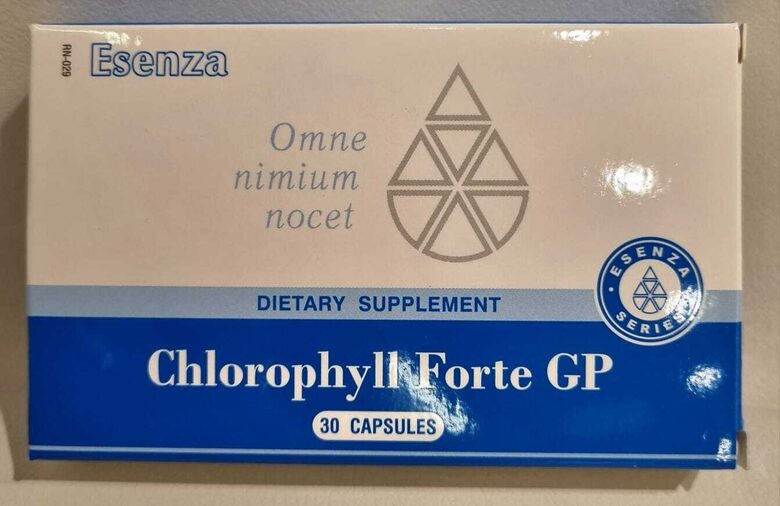 RN-029
Esenza
Omne
nimium
nocet
ESENZA
SERIES
DIETARY SUPPLEMENT
Chlorophyll Forte GP
30 CAPSULES